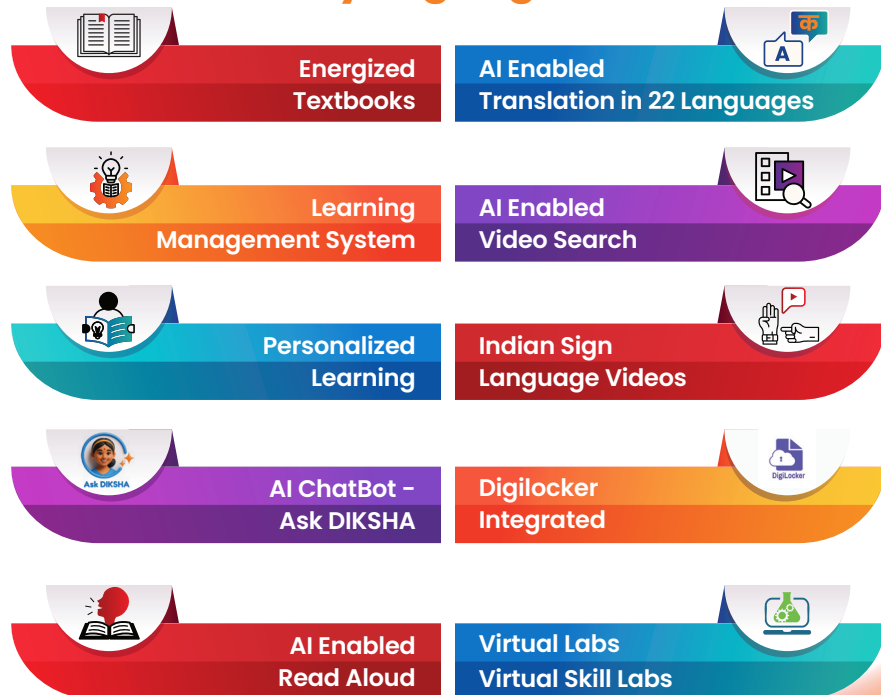 Energized
Textbooks
AI Enabled
Translation in 22 Languages
क
A
Learning
Management System
AI Enabled
Video Search
Personalized
Learning
Indian Sign
Language Videos
Ask DIKSHA
AI ChatBot -
Ask DIKSHA
DigiLocker
Digilocker
Integrated
AI Enabled
Read Aloud
Virtual Labs
Virtual Skill Labs